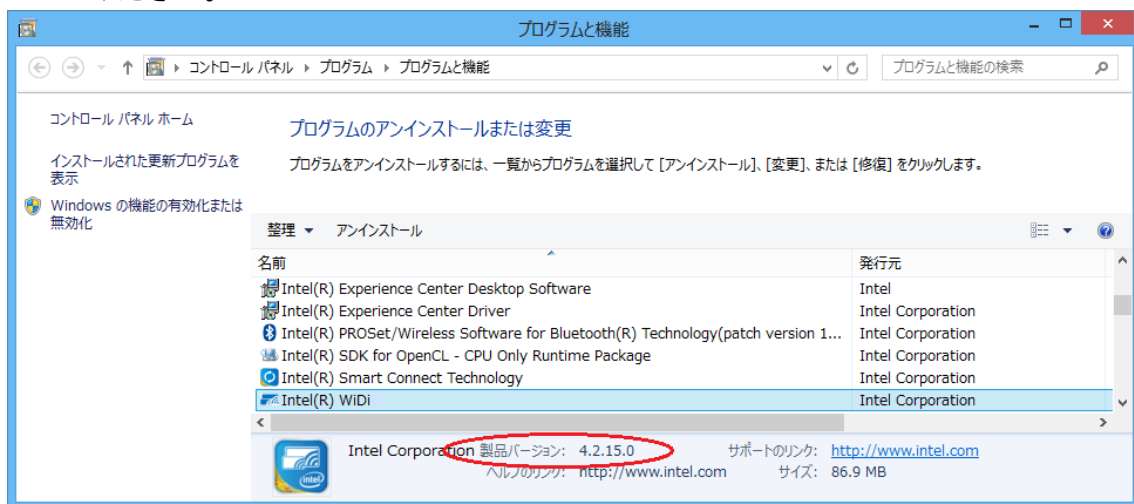 プログラムと機能
コントロール パネル ▸ プログラム ▸ プログラムと機能
プログラムと機能の検索
コントロール パネル ホーム
インストールされた更新プログラムを
表示
Windows の機能の有効化または
無効化
プログラムのアンインストールまたは変更
プログラムをアンインストールするには、一覧からプログラムを選択して [アンインストール]、[変更]、または [修復] をクリックします。
整理 ▼ アンインストール
名前 発行元
Intel(R) Experience Center Desktop Software Intel
Intel(R) Experience Center Driver Intel Corporation
Intel(R) PROSet/Wireless Software for Bluetooth(R) Technology(patch version 1... Intel Corporation
Intel(R) SDK for OpenCL - CPU Only Runtime Package Intel Corporation
Intel(R) Smart Connect Technology Intel Corporation
Intel(R) WiDi Intel Corporation
Intel Corporation 製品バージョン: 4.2.15.0 サポートのリンク: http://www.intel.com
ヘルプのリンク: http://www.intel.com サイズ: 86.9 MB
intel